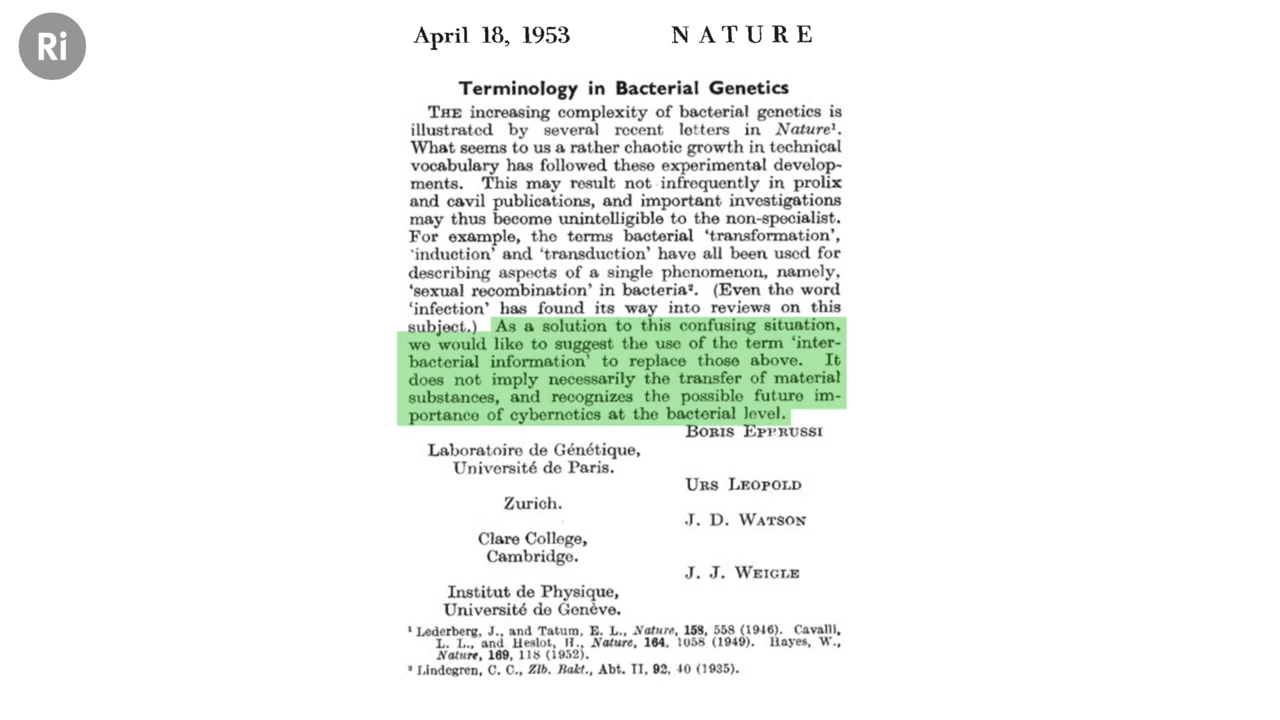 Ri
April 18, 1953 NATURE
Terminology in Bacterial Genetics
THE increasing complexity of bacterial genetics is
illustrated by several recent letters in Nature¹.
What seems to us a rather chaotic growth in technical
vocabulary has followed these experimental develop-
ments. This may result not infrequently in prolix
and cavil publications, and important investigations
may thus become unintelligible to the non-specialist.
For example, the terms bacterial ‘transformation’,
‘induction’ and ‘transduction’ have all been used for
describing aspects of a single phenomenon, namely,
‘sexual recombination’ in bacteria². (Even the word
‘infection’ has found its way into reviews on this
subject.) As a solution to this confusing situation,
we would like to suggest the use of the term ‘inter-
bacterial information’ to replace those above. It
does not imply necessarily the transfer of material
substances, and recognizes the possible future im-
portance of cybernetics at the bacterial level.
BORIS EPHRUSSI
Laboratoire de Génétique,
Université de Paris.
URS LEOPOLD
Zurich.
J. D. WATSON
Clare College,
Cambridge.
J. J. WEIGLE
Institut de Physique,
Université de Genève.
¹ Lederberg, J., and Tatum, E. L., Nature, 158, 558 (1946). Cavalli,
L. L., and Heslot, H., Nature, 164, 1058 (1949). Hayes, W.,
Nature, 169, 118 (1952).
² Lindegren, C. C., Zlb. Bakt., Abt. II, 92, 40 (1935).